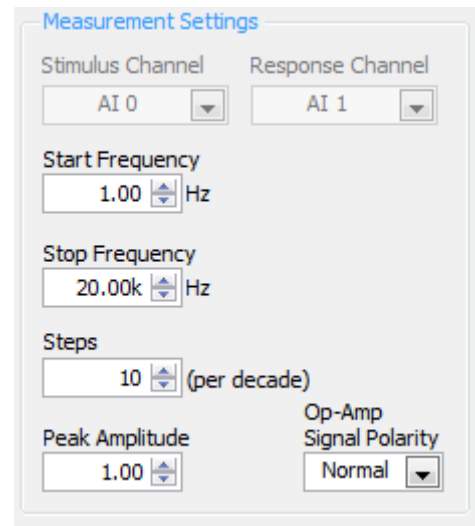 Measurement Settings
Stimulus Channel Response Channel
AI 0 AI 1
Start Frequency
1.00 Hz
Stop Frequency
20.00k Hz
Steps
10 (per decade)
Op-Amp
Peak Amplitude Signal Polarity
1.00 Normal